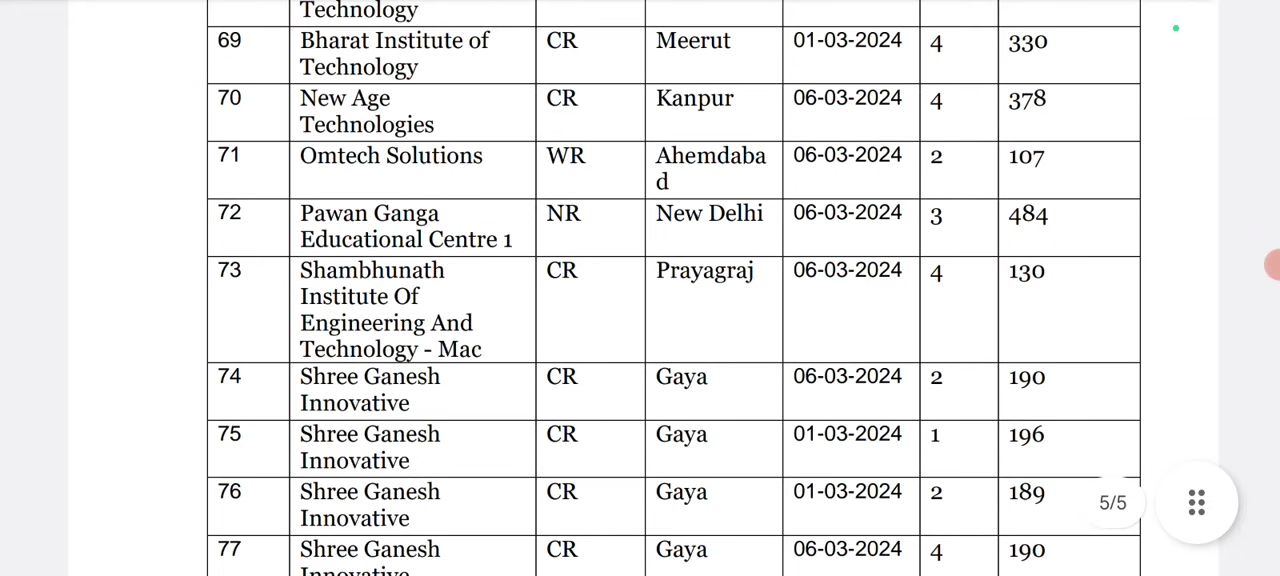 Technology
69 Bharat Institute of CR Meerut 01-03-2024 4 330
Technology
70 New Age CR Kanpur 06-03-2024 4 378
Technologies
71 Omtech Solutions WR Ahemdaba 06-03-2024 2 107
d
72 Pawan Ganga NR New Delhi 06-03-2024 3 484
Educational Centre 1
73 Shambhunath CR Prayagraj 06-03-2024 4 130
Institute Of
Engineering And
Technology - Mac
74 Shree Ganesh CR Gaya 06-03-2024 2 190
Innovative
75 Shree Ganesh CR Gaya 01-03-2024 1 196
Innovative
76 Shree Ganesh CR Gaya 01-03-2024 2 189
Innovative
5/5
77 Shree Ganesh CR Gaya 06-03-2024 4 190
Innovative